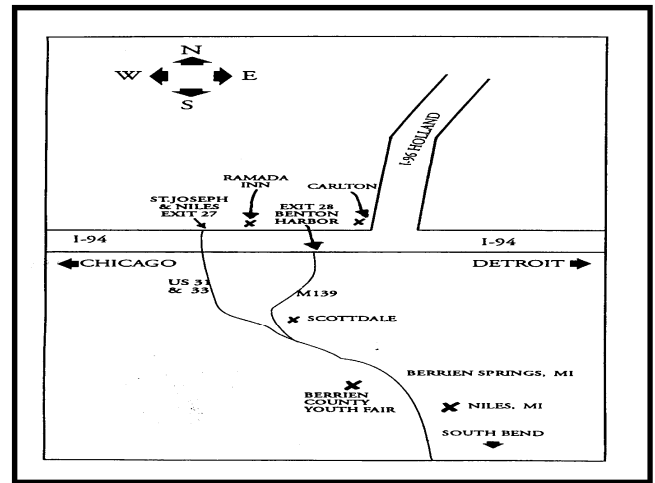 N
W E
S
I-96 HOLLAND
RAMADA
INN
CARLTON
ST. JOSEPH
& NILES
EXIT 27
EXIT 28
BENTON
HARBOR
I-94
I-94
CHICAGO
DETROIT
US 31
& 33
M139
SCOTTDALE
BERRIEN SPRINGS, MI
BERRIEN
COUNTY
YOUTH FAIR
NILES, MI
SOUTH BEND